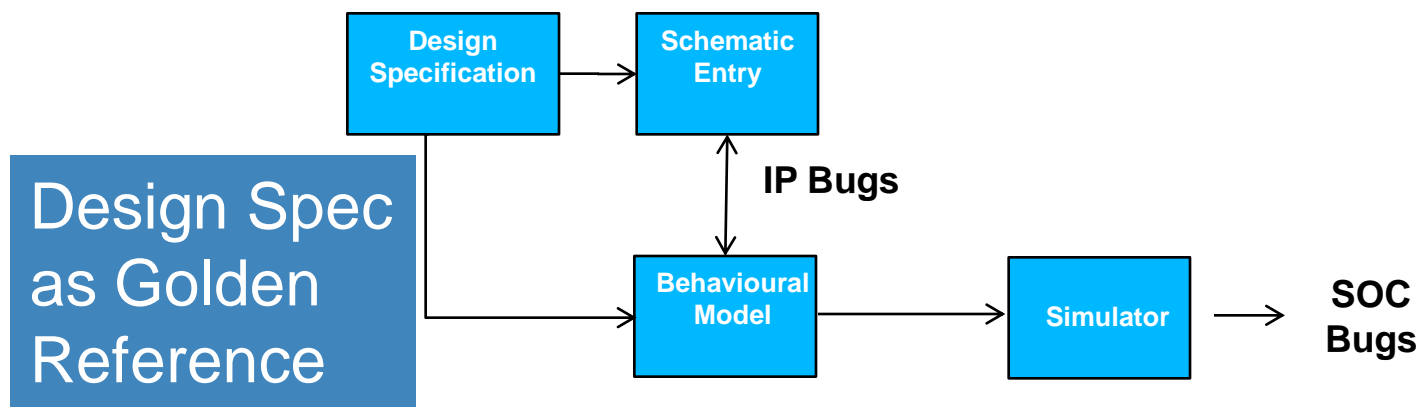 Design
Specification
Schematic
Entry
IP Bugs
Design Spec
as Golden
Reference
Behavioural
Model
Simulator
SOC
Bugs